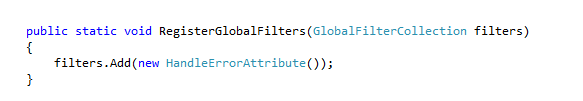 public static void RegisterGlobalFilters(GlobalFilterCollection filters)
{
    filters.Add(new HandleErrorAttribute());
}